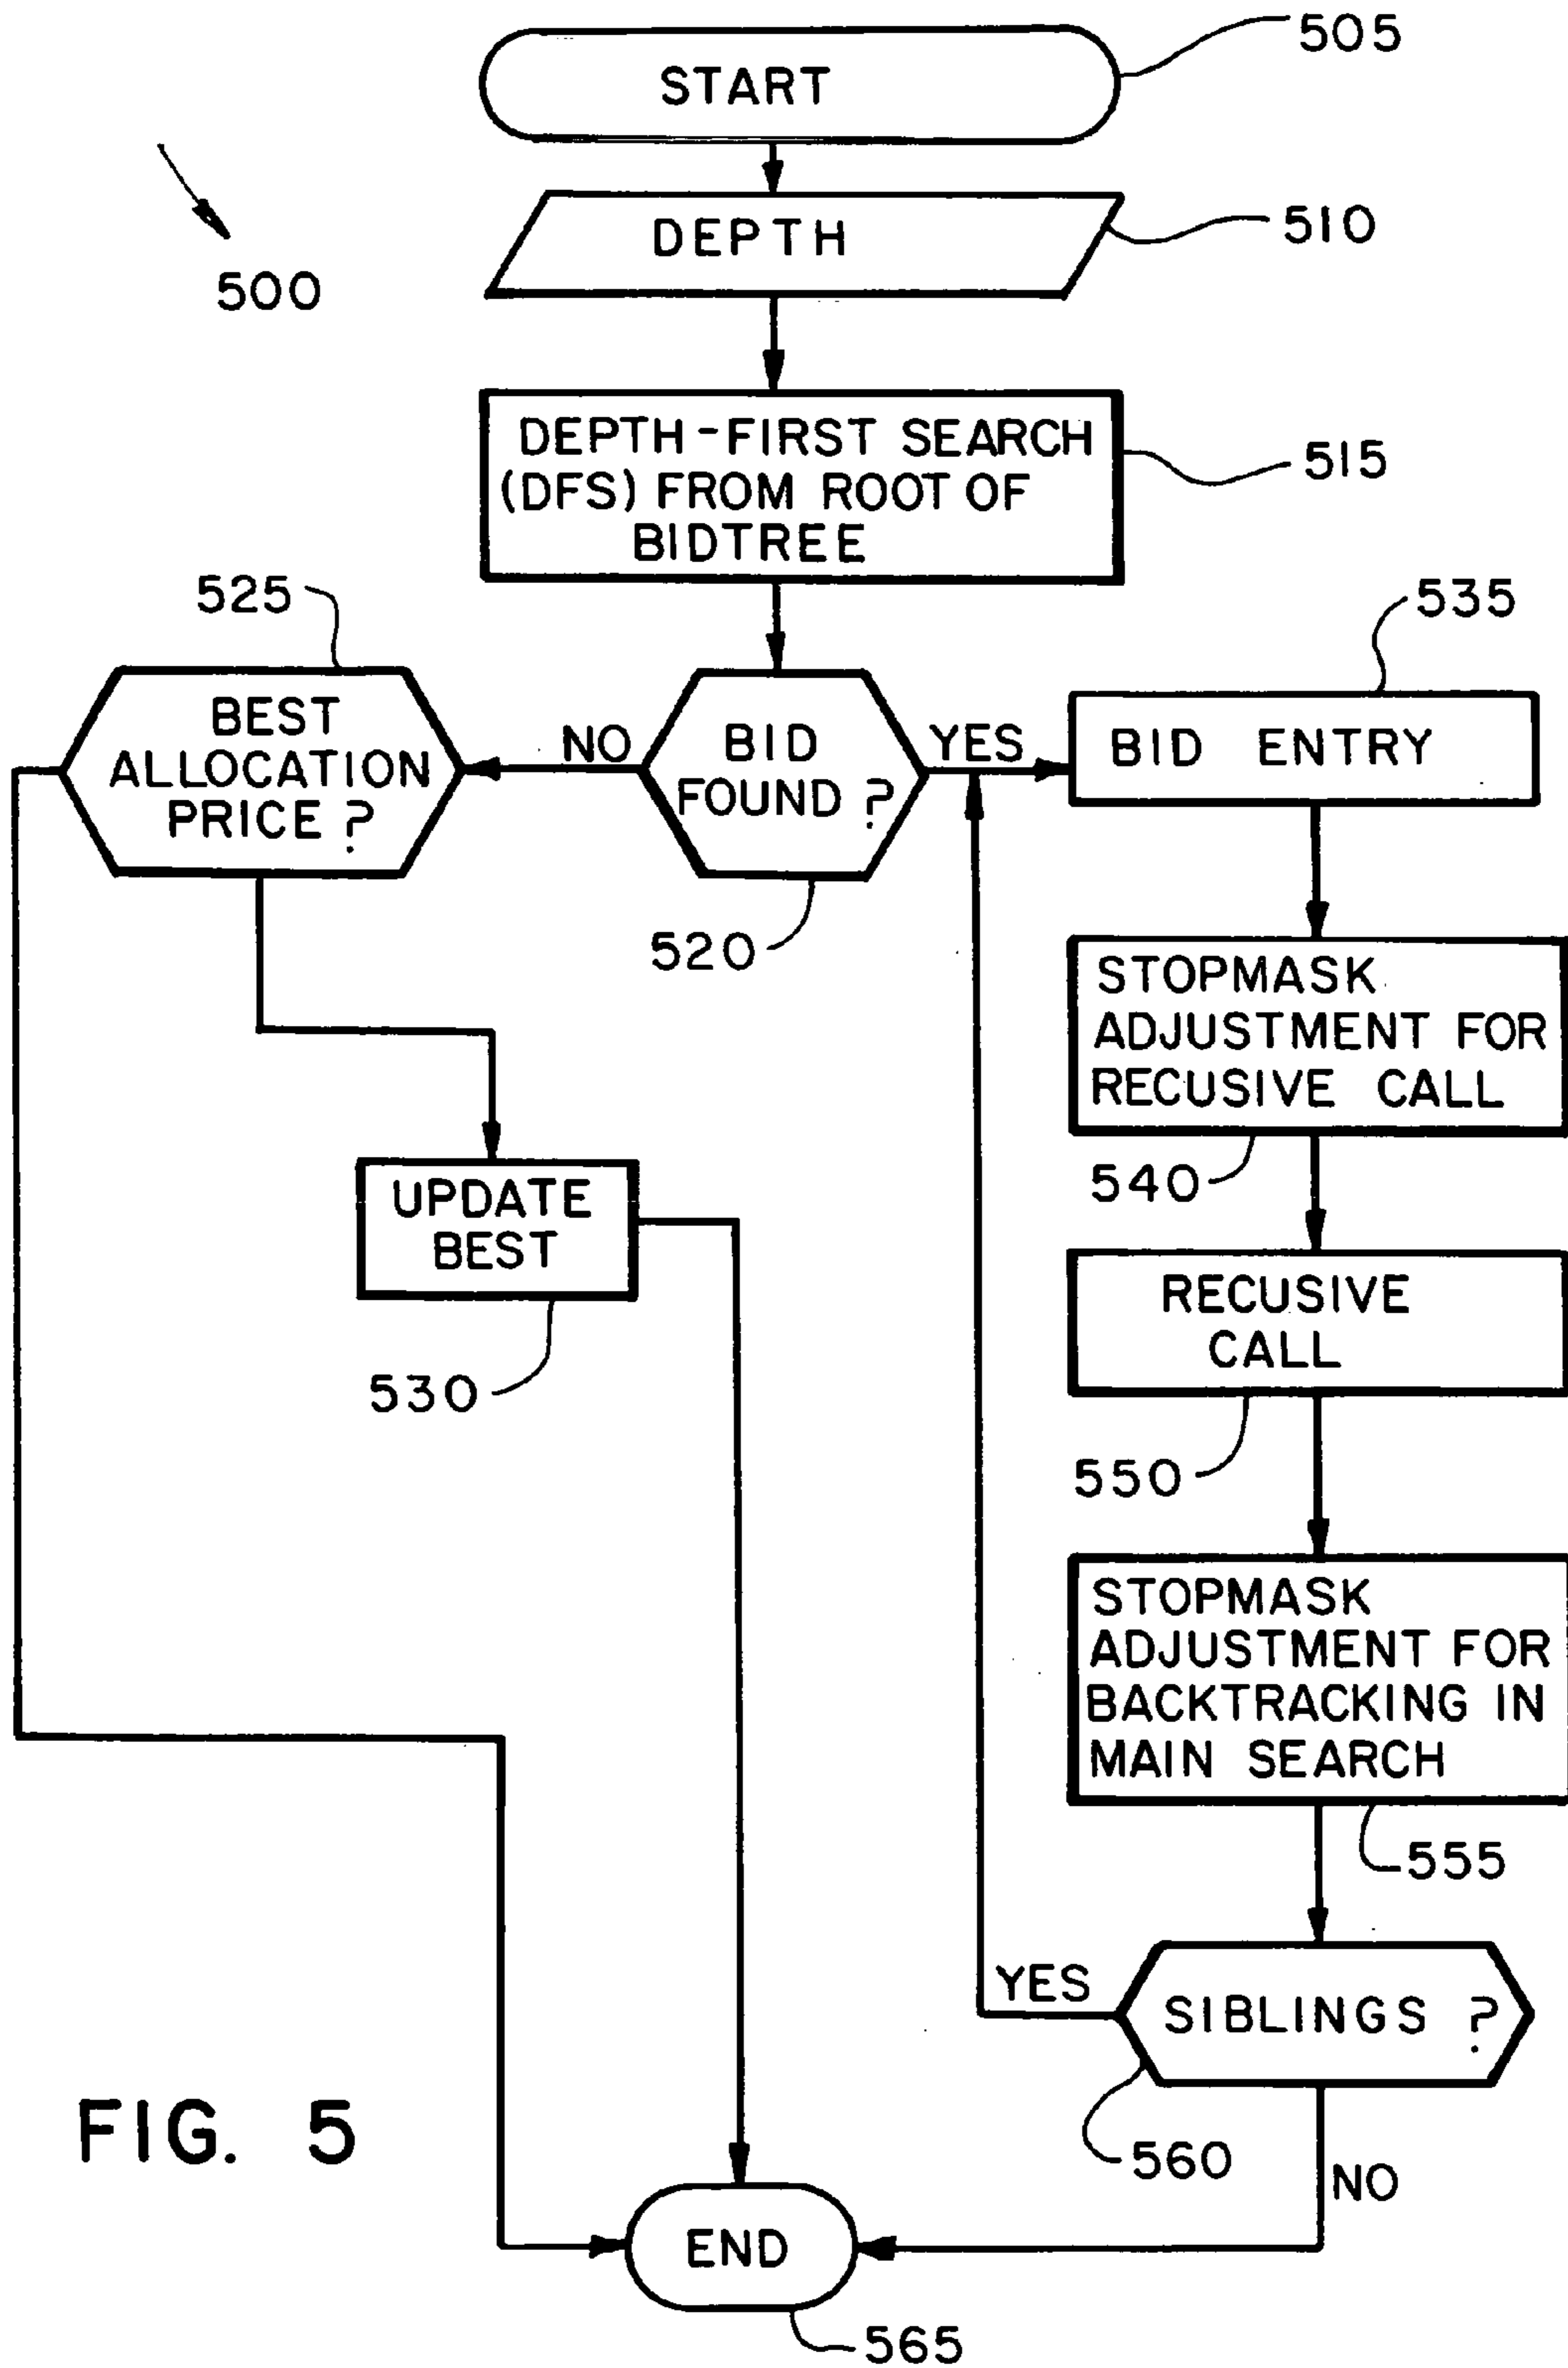 START
505
DEPTH
510
500
DEPTH-FIRST SEARCH
(DFS) FROM ROOT OF
BIDTREE
515
525
535
BEST
ALLOCATION
PRICE ?
NO
BID
FOUND ?
YES
BID ENTRY
520
STOPMASK
ADJUSTMENT FOR
RECUSIVE CALL
540
UPDATE
BEST
530
RECUSIVE
CALL
550
STOPMASK
ADJUSTMENT FOR
BACKTRACKING IN
MAIN SEARCH
555
YES
SIBLINGS ?
560
NO
FIG. 5
END
565